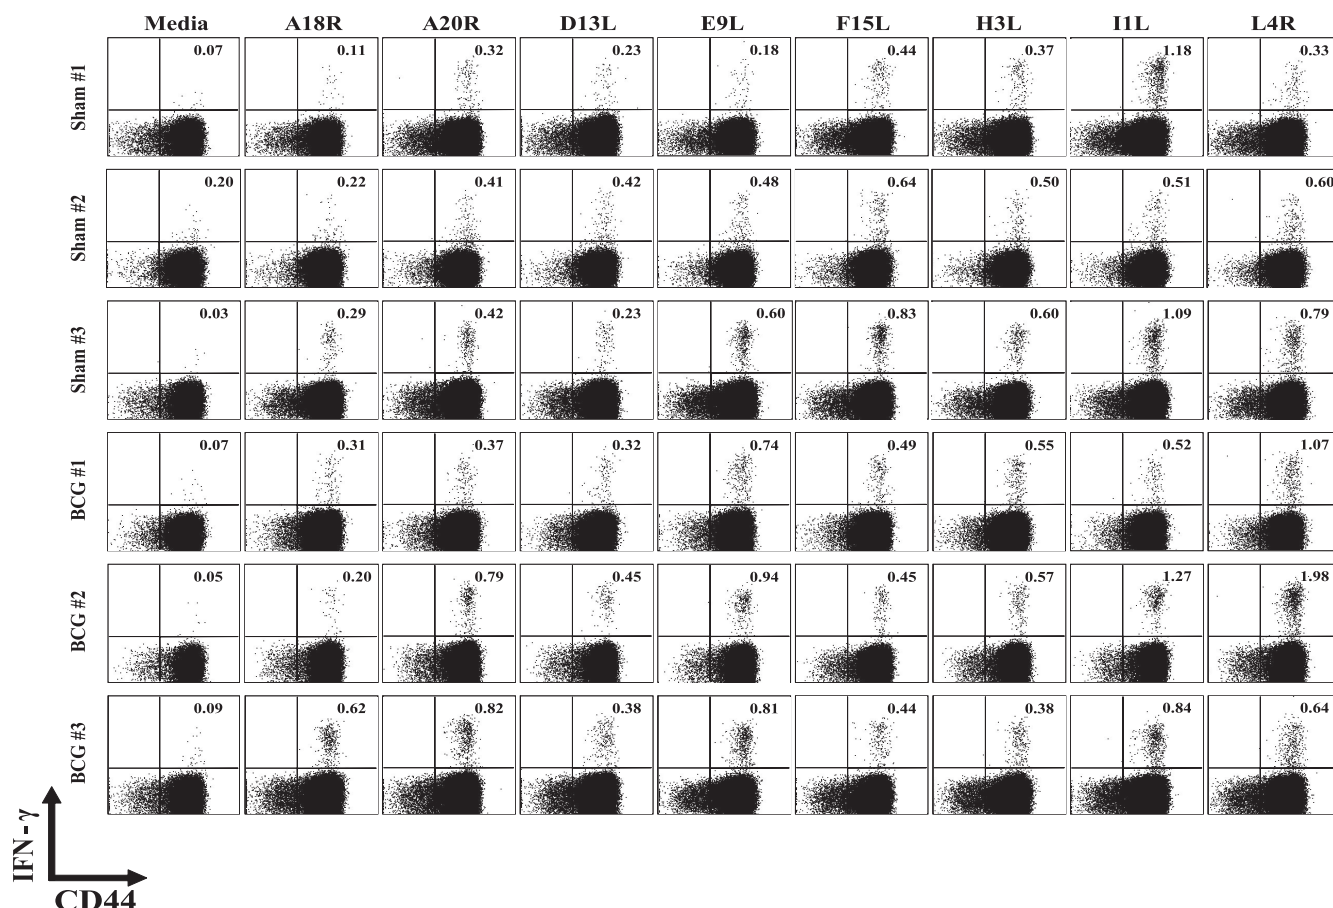 Media A18R A20R D13L E9L F15L H3L I1L L4R
Sham #1 0.07 0.11 0.32 0.23 0.18 0.44 0.37 1.18 0.33
Sham #2 0.20 0.22 0.41 0.42 0.48 0.64 0.50 0.51 0.60
Sham #3 0.03 0.29 0.42 0.23 0.60 0.83 0.60 1.09 0.79
BCG #1 0.07 0.31 0.37 0.32 0.74 0.49 0.55 0.52 1.07
BCG #2 0.05 0.20 0.79 0.45 0.94 0.45 0.57 1.27 1.98
BCG #3 0.09 0.62 0.82 0.38 0.81 0.44 0.38 0.84 0.64
IFN-γ
CD44